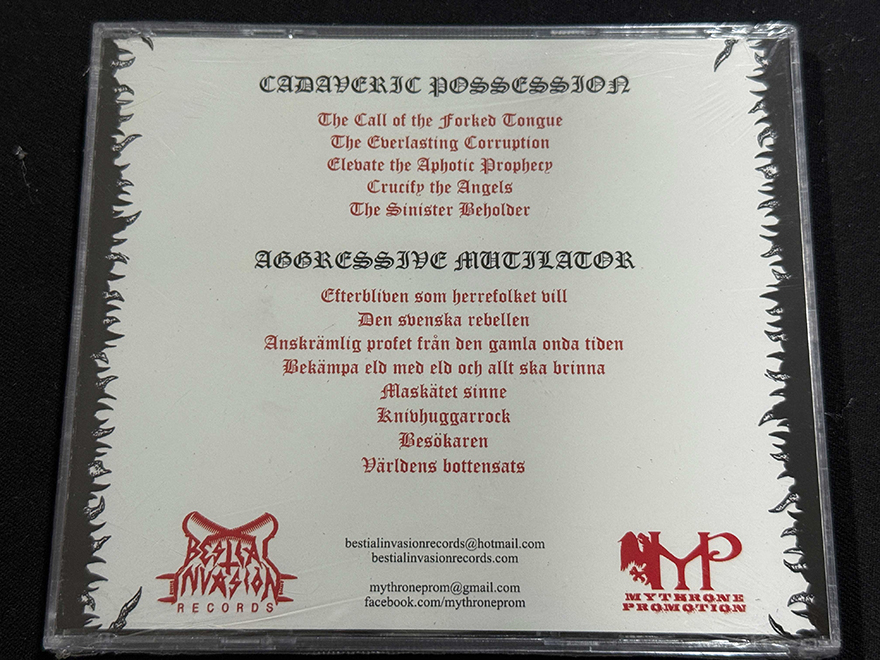 CADAVERIC POSSESSION
The Call of the Forked Tongue
The Everlasting Corruption
Elevate the Aphotic Prophecy
Crucify the Angels
The Sinister Beholder
AGGRESSIVE MUTILATOR
Efterbliven som herrefolket vill
Den svenska rebellen
Anskrämlig profet från den gamla onda tiden
Bekämpa eld med eld och allt ska brinna
Maskätet sinne
Knivhuggarrock
Besökaren
Världens bottensats
BESTIAL
INVASION
RECORDS
bestialinvasionrecords@hotmail.com
bestialinvasionrecords.com
mythroneprom@gmail.com
facebook.com/mythroneprom
MP
MYTHRONE
PROMOTION